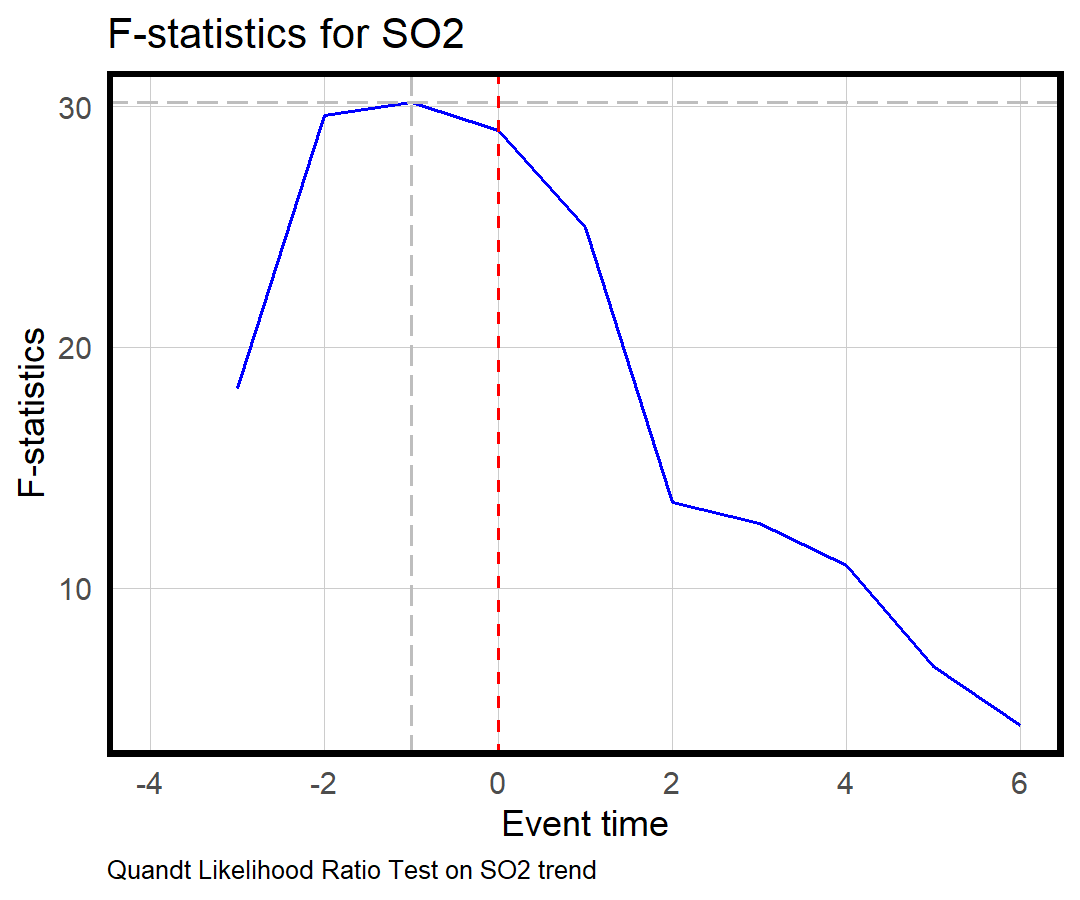 F-statistics for SO2
30
20
10
F-statistics
-4 -2 0 2 4 6
Event time
Quandt Likelihood Ratio Test on SO2 trend